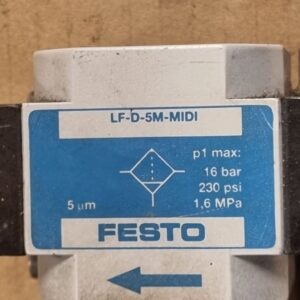 LF-D-5M-MIDI
p1 max:
16 bar
230 psi
5 µm 1,6 MPa
FESTO